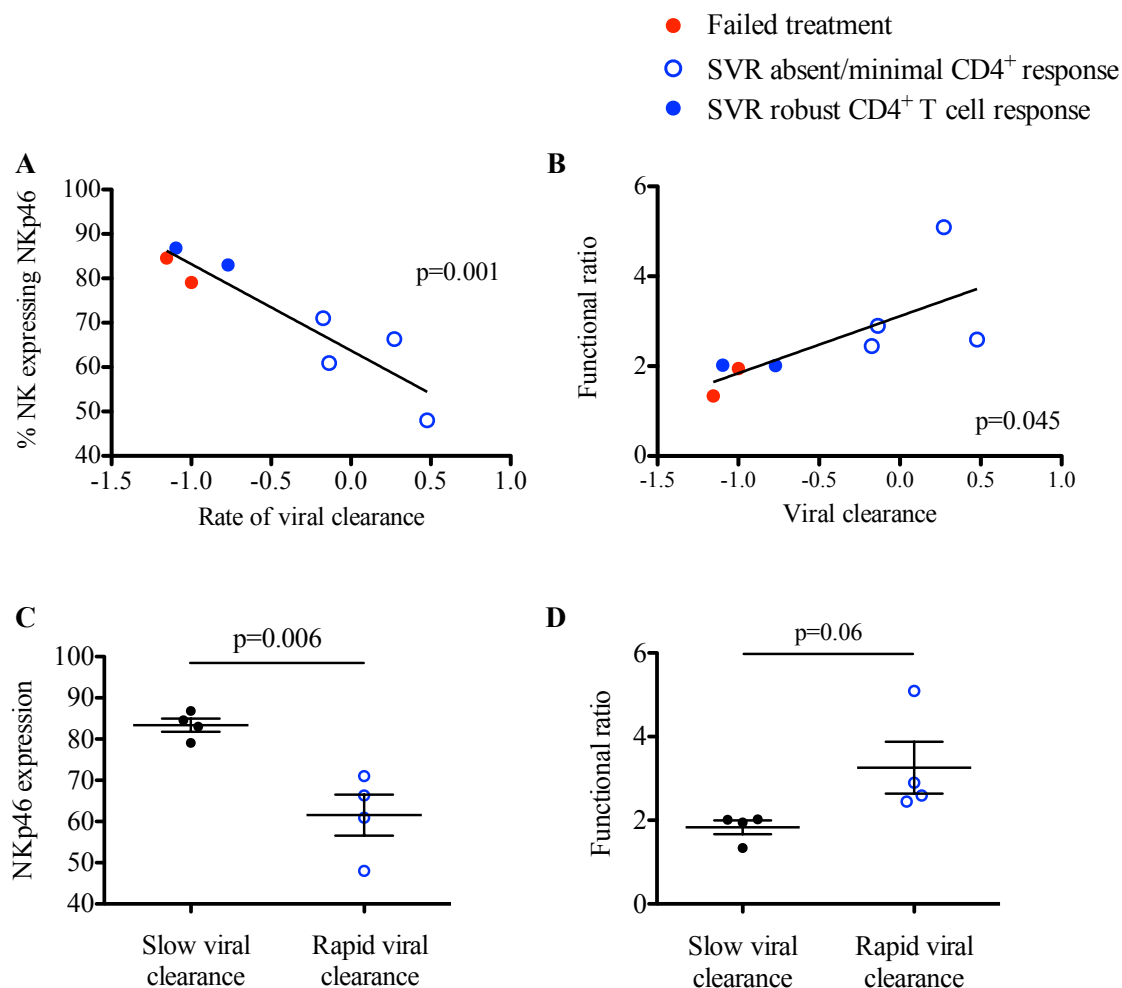 Failed treatment
SVR absent/minimal CD4⁺ response
SVR robust CD4⁺ T cell response
A
% NK expressing NKp46
100
90
80
70
60
50
40
p=0.001
-1.5 -1.0 -0.5 0.0 0.5 1.0
Rate of viral clearance
B
Functional ratio
6
4
2
0
p=0.045
-1.5 -1.0 -0.5 0.0 0.5 1.0
Viral clearance
C
p=0.006
NKp46 expression
100
90
80
70
60
50
40
Slow viral
clearance
Rapid viral
clearance
D
p=0.06
Functional ratio
6
4
2
0
Slow viral
clearance
Rapid viral
clearance